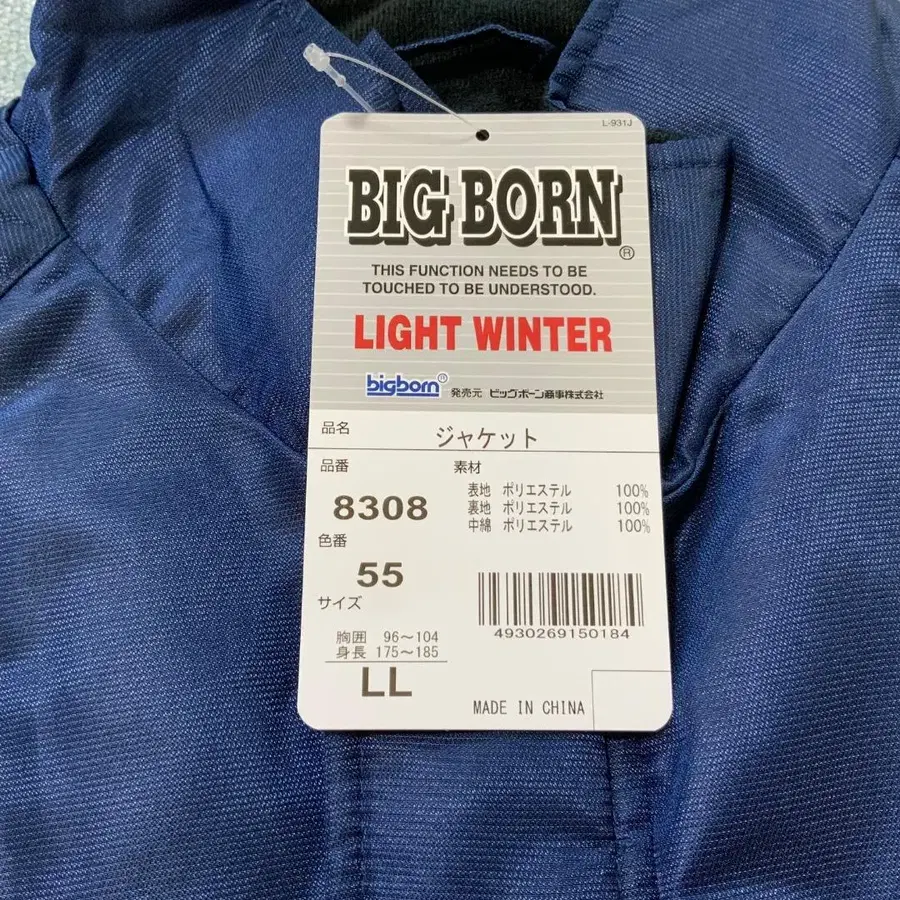 L-931J
BIG BORN®
THIS FUNCTION NEEDS TO BE
TOUCHED TO BE UNDERSTOOD.
LIGHT WINTER
bigborn® 発売元 ビッグボーン商事株式会社
品名 ジャケット
品番 8308
素材
表地 ポリエステル 100%
裏地 ポリエステル 100%
中綿 ポリエステル 100%
色番
55
サイズ
胸囲 96～104
身長 175～185
LL
4930269150184
MADE IN CHINA